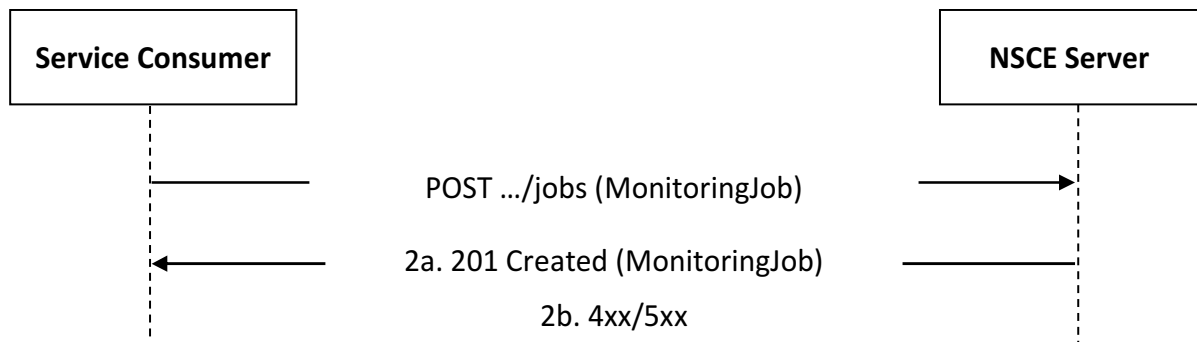 Service Consumer
NSCE Server
POST …/jobs (MonitoringJob)
2a. 201 Created (MonitoringJob)
2b. 4xx/5xx